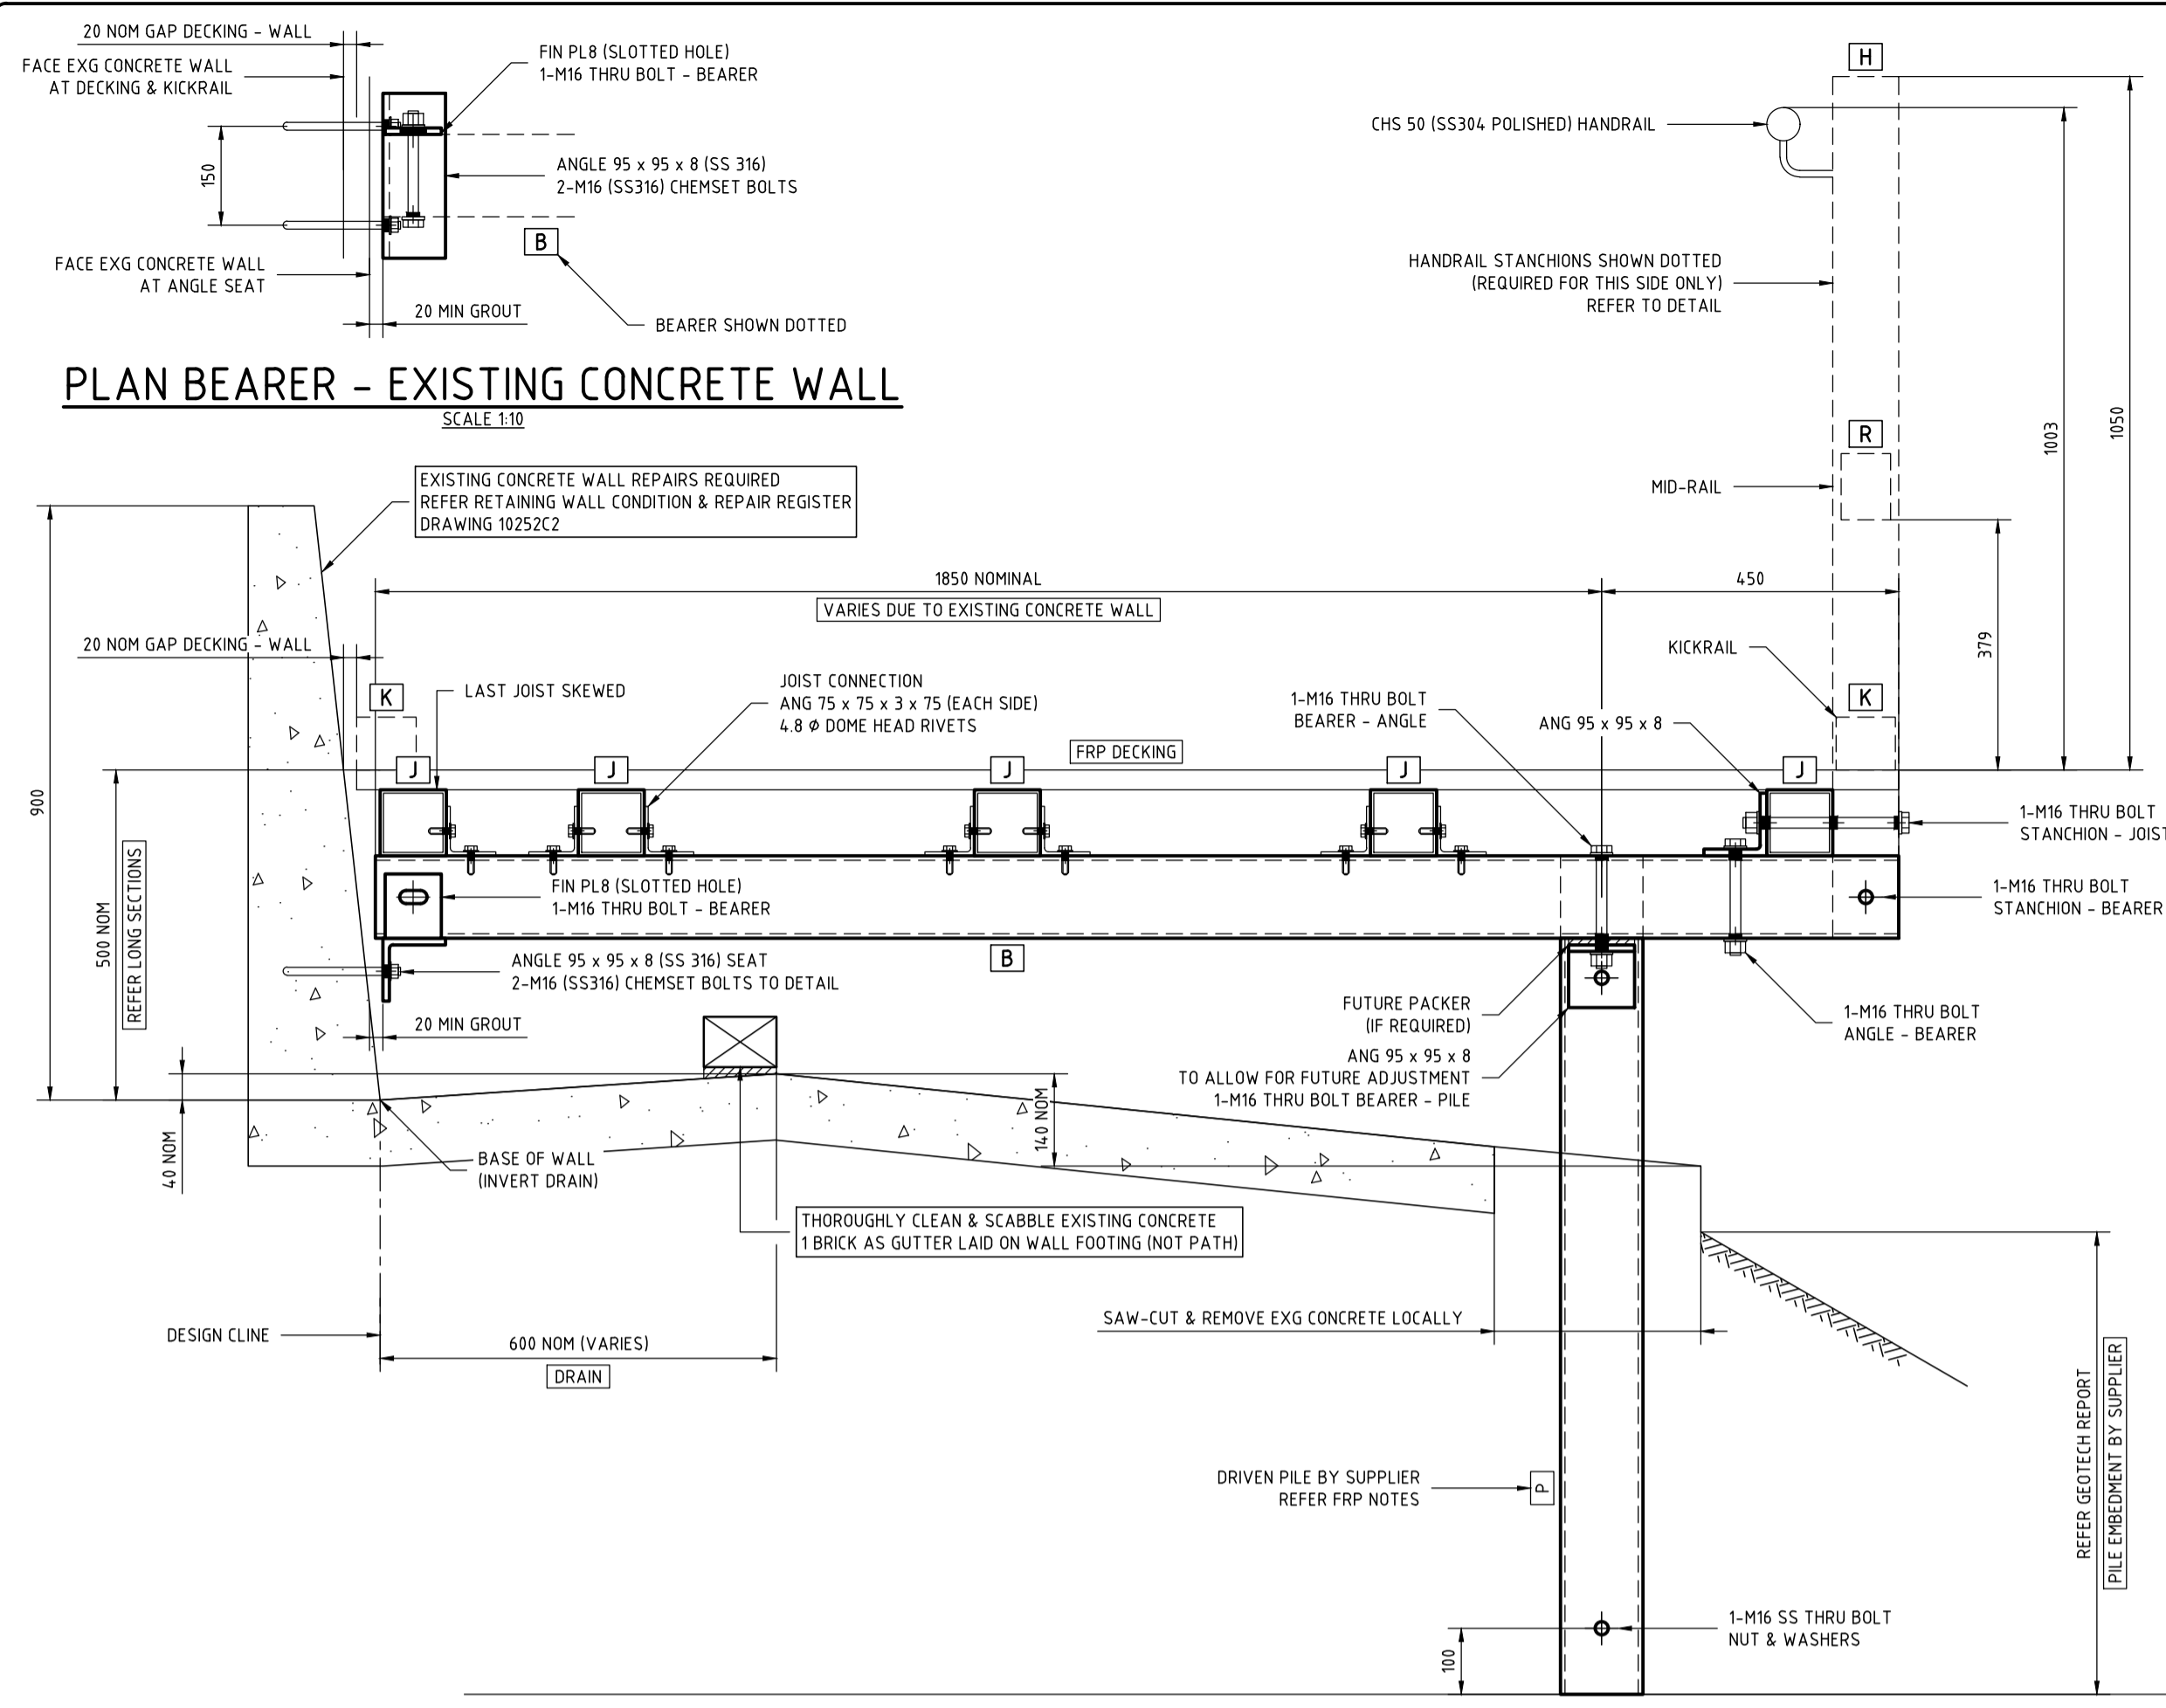 20 NOM GAP DECKING - WALL
FACE EXG CONCRETE WALL
AT DECKING & KICKRAIL
FIN PL8 (SLOTTED HOLE)
1-M16 THRU BOLT - BEARER
150
ANGLE 95 x 95 x 8 (SS 316)
2-M16 (SS316) CHEMSET BOLTS
B
FACE EXG CONCRETE WALL
AT ANGLE SEAT
20 MIN GROUT
BEARER SHOWN DOTTED
PLAN BEARER - EXISTING CONCRETE WALL
SCALE 1:10
H
CHS 50 (SS304 POLISHED) HANDRAIL
HANDRAIL STANCHIONS SHOWN DOTTED
(REQUIRED FOR THIS SIDE ONLY)
REFER TO DETAIL
1003
1050
R
MID-RAIL
EXISTING CONCRETE WALL REPAIRS REQUIRED
REFER RETAINING WALL CONDITION & REPAIR REGISTER
DRAWING 10252C2
1850 NOMINAL
VARIES DUE TO EXISTING CONCRETE WALL
450
379
20 NOM GAP DECKING - WALL
K
LAST JOIST SKEWED
JOIST CONNECTION
ANG 75 x 75 x 3 x 75 (EACH SIDE)
4.8 Ø DOME HEAD RIVETS
1-M16 THRU BOLT
BEARER - ANGLE
KICKRAIL
K
ANG 95 x 95 x 8
FRP DECKING
J
J
J
J
J
900
500 NOM
REFER LONG SECTIONS
1-M16 THRU BOLT
STANCHION - JOIST
FIN PL8 (SLOTTED HOLE)
1-M16 THRU BOLT - BEARER
1-M16 THRU BOLT
STANCHION - BEARER
B
ANGLE 95 x 95 x 8 (SS 316) SEAT
2-M16 (SS316) CHEMSET BOLTS TO DETAIL
20 MIN GROUT
FUTURE PACKER
(IF REQUIRED)
1-M16 THRU BOLT
ANGLE - BEARER
ANG 95 x 95 x 8
TO ALLOW FOR FUTURE ADJUSTMENT
1-M16 THRU BOLT BEARER - PILE
40 NOM
140 NOM
BASE OF WALL
(INVERT DRAIN)
THOROUGHLY CLEAN & SCABBLE EXISTING CONCRETE
1 BRICK AS GUTTER LAID ON WALL FOOTING (NOT PATH)
DESIGN CLINE
600 NOM (VARIES)
DRAIN
SAW-CUT & REMOVE EXG CONCRETE LOCALLY
DRIVEN PILE BY SUPPLIER
REFER FRP NOTES
P
REFER GEOTECH REPORT
PILE EMBEDMENT BY SUPPLIER
1-M16 SS THRU BOLT
NUT & WASHERS
100